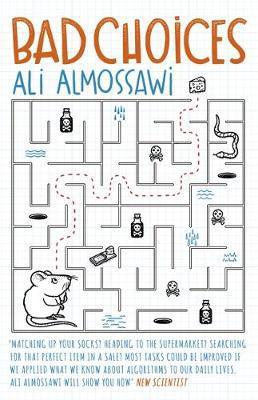 BAD CHOICES
ALI ALMOSSAWI
"MATCHING UP YOUR SOCKS? HEADING TO THE SUPERMARKET? SEARCHING
FOR THAT PERFECT ITEM IN A SALE? MOST TASKS COULD BE IMPROVED IF
WE APPLIED WHAT WE KNOW ABOUT ALGORITHMS TO OUR DAILY LIVES.
ALI ALMOSSAWI WILL SHOW YOU HOW" NEW SCIENTIST